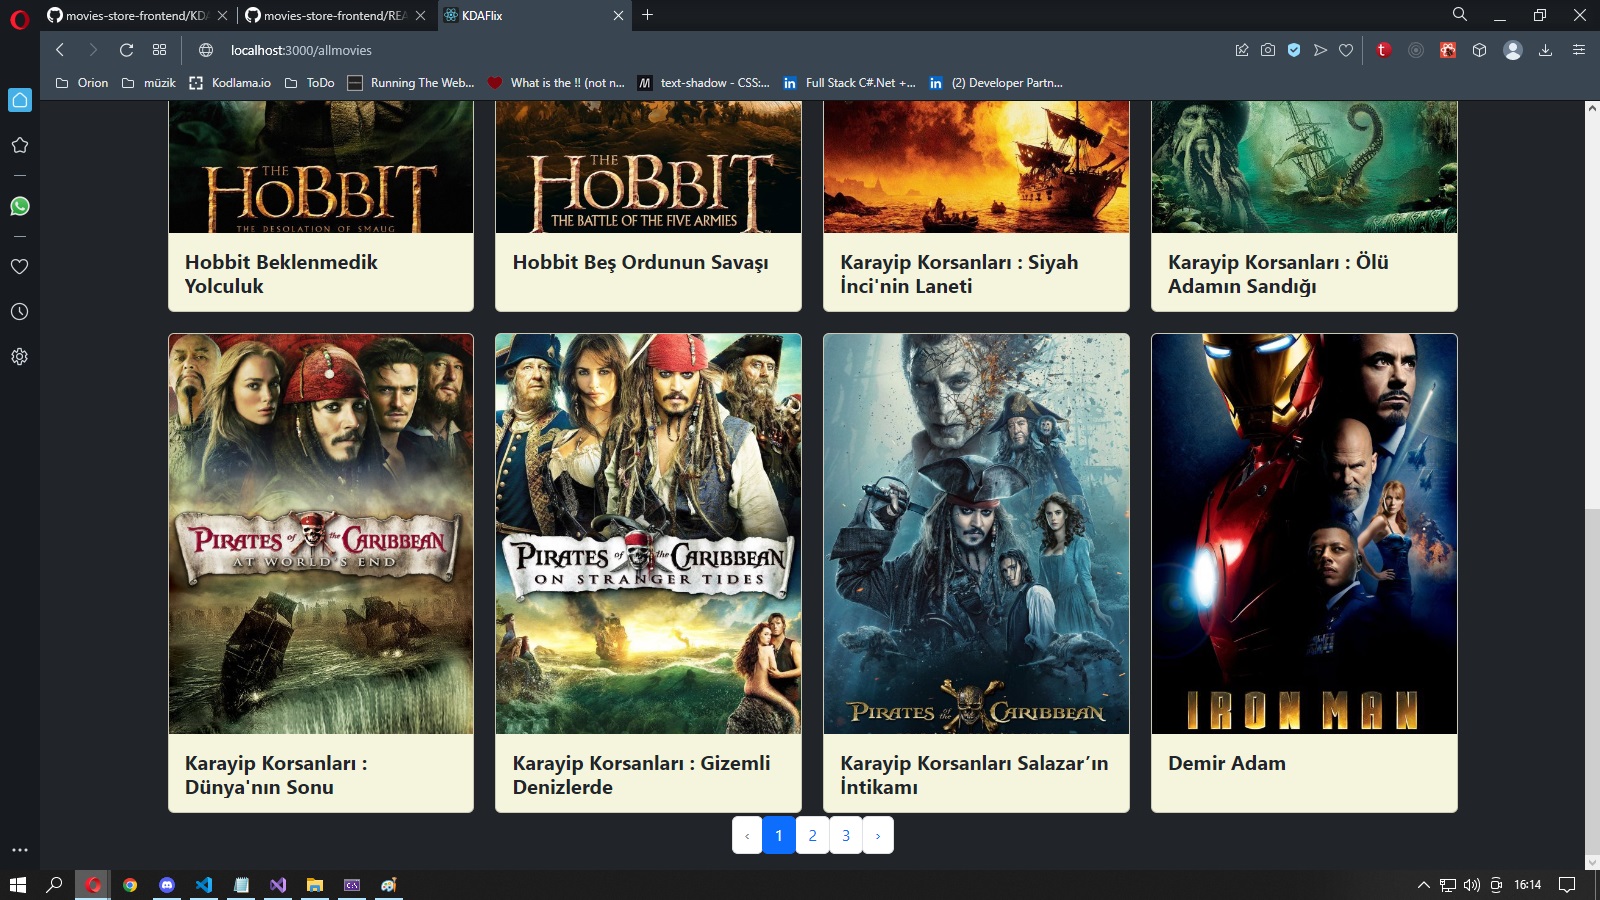 movies-store-frontend/KDA
movies-store-frontend/REA
KDAFlix
localhost:3000/allmovies
Orion
müzik
Kodlama.io
ToDo
Running The Web...
What is the !! (not n...
text-shadow - CSS:...
Full Stack C#.Net +...
(2) Developer Partn...
THE
HOBBIT
THE DESOLATION OF SMAUG
THE
HOBBIT
THE BATTLE OF THE FIVE ARMIES
Hobbit Beklenmedik
Yolculuk
Hobbit Beş Ordunun Savaşı
Karayip Korsanları : Siyah
İnci'nin Laneti
Karayip Korsanları : Ölü
Adamın Sandığı
PIRATES of the CARIBBEAN
AT WORLD'S END
PIRATES of the CARIBBEAN
ON STRANGER TIDES
PIRATES of the CARIBBEAN
IRON MAN
Karayip Korsanları :
Dünya'nın Sonu
Karayip Korsanları : Gizemli
Denizlerde
Karayip Korsanları Salazar’ın
İntikamı
Demir Adam
‹ 1 2 3 ›
16:14